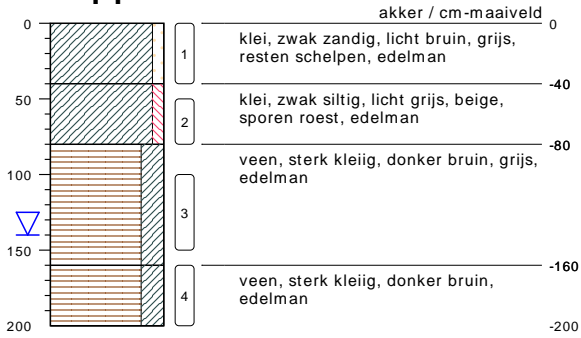 akker / cm-maaiveld
0
0
klei, zwak zandig, licht bruin, grijs,
resten schelpen, edelman
1
-40
50
klei, zwak siltig, licht grijs, beige,
sporen roest, edelman
2
-80
veen, sterk kleiig, donker bruin, grijs,
edelman
100
3
150
-160
veen, sterk kleiig, donker bruin,
edelman
4
200
-200